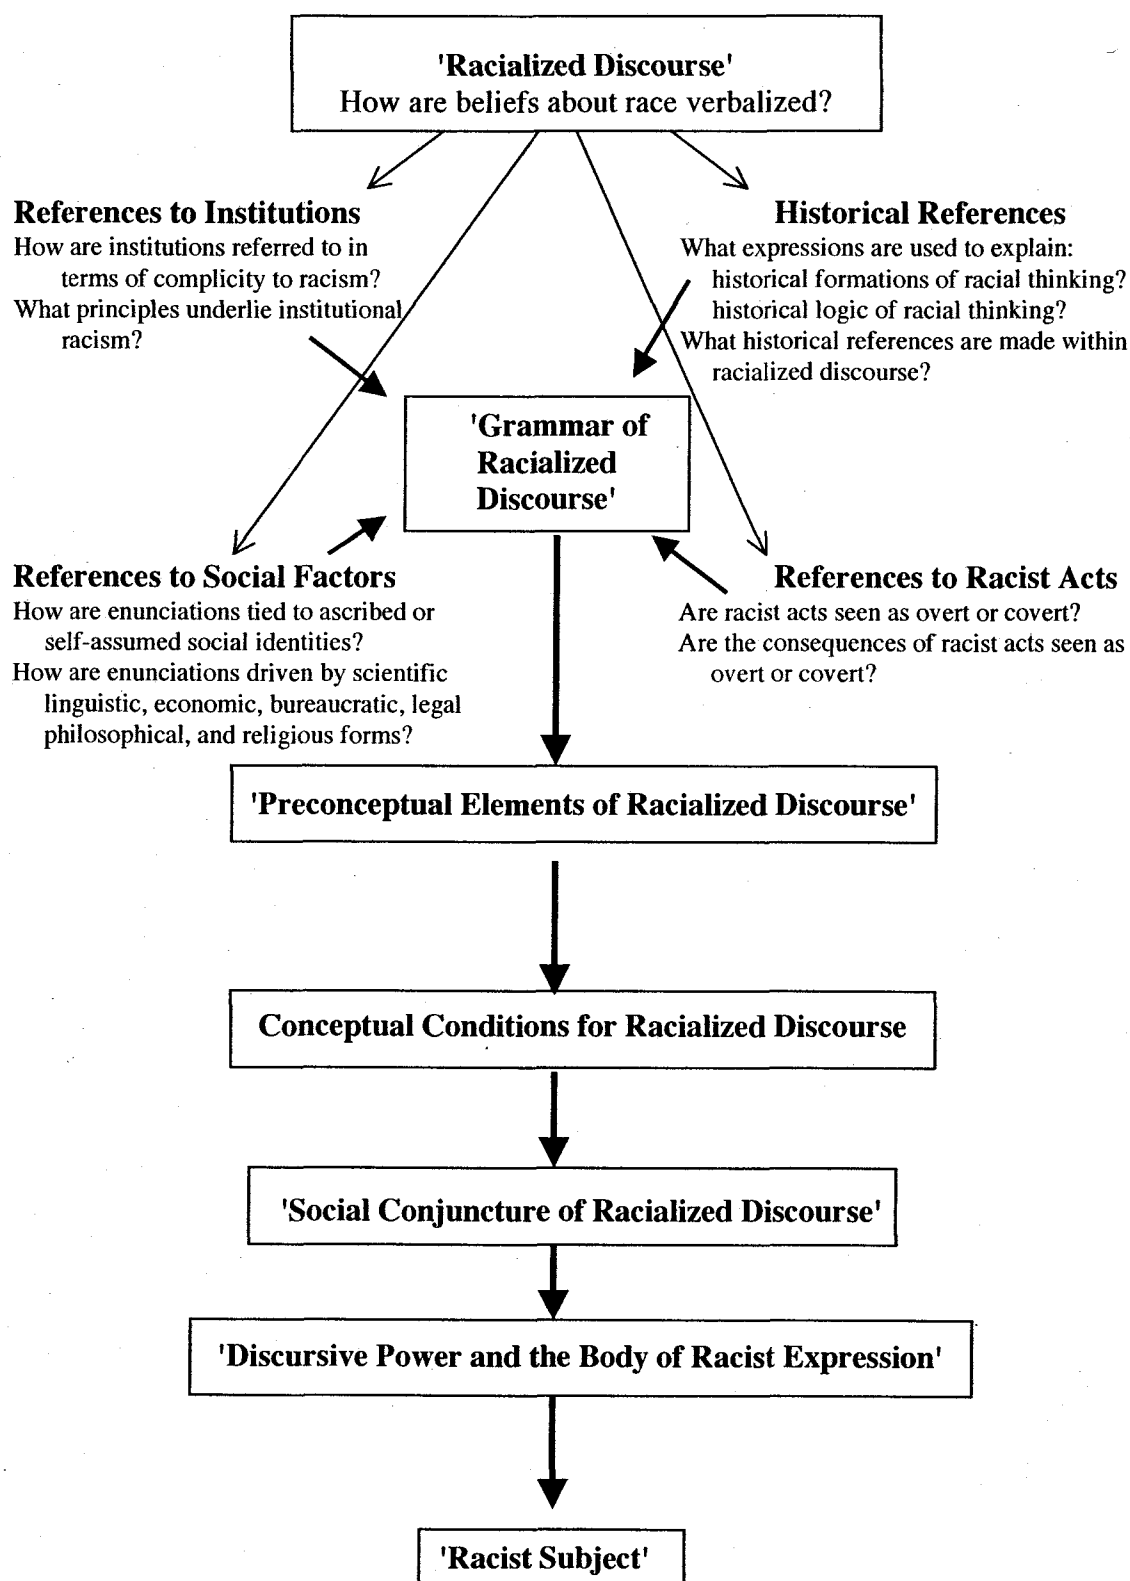 'Racialized Discourse'
How are beliefs about race verbalized?
References to Institutions
How are institutions referred to in
terms of complicity to racism?
What principles underlie institutional
racism?
Historical References
What expressions are used to explain:
historical formations of racial thinking?
historical logic of racial thinking?
What historical references are made within
racialized discourse?
'Grammar of
Racialized
Discourse'
References to Social Factors
How are enunciations tied to ascribed or
self-assumed social identities?
How are enunciations driven by scientific
linguistic, economic, bureaucratic, legal
philosophical, and religious forms?
References to Racist Acts
Are racist acts seen as overt or covert?
Are the consequences of racist acts seen as
overt or covert?
'Preconceptual Elements of Racialized Discourse'
Conceptual Conditions for Racialized Discourse
'Social Conjuncture of Racialized Discourse'
'Discursive Power and the Body of Racist Expression'
'Racist Subject'